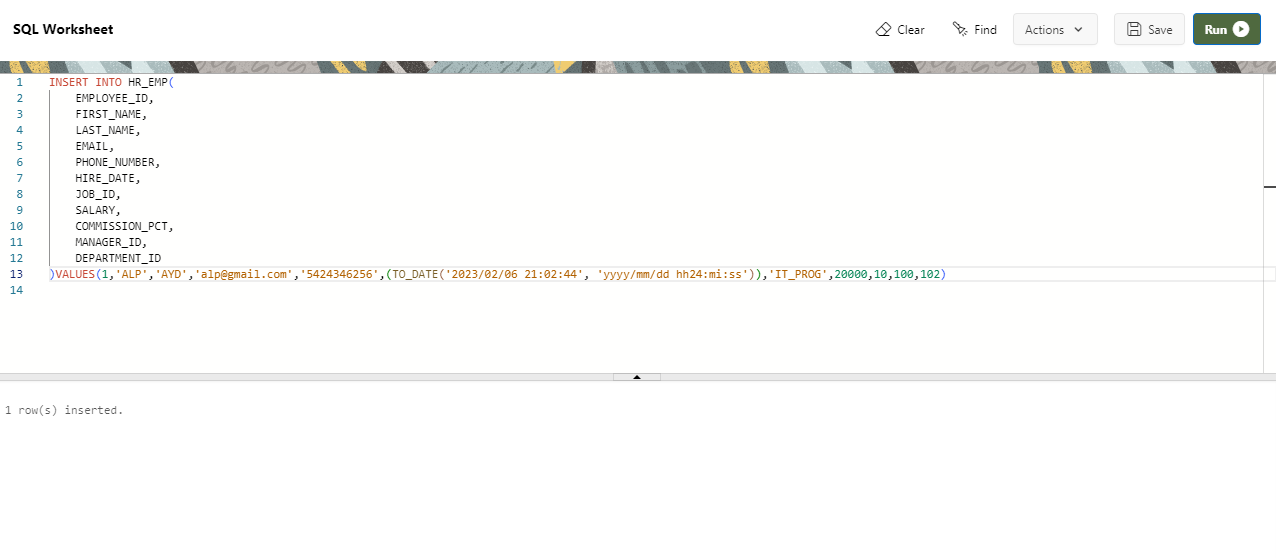 SQL Worksheet
Clear
Find
Actions
Save
Run
1 INSERT INTO HR_EMP(
2 EMPLOYEE_ID,
3 FIRST_NAME,
4 LAST_NAME,
5 EMAIL,
6 PHONE_NUMBER,
7 HIRE_DATE,
8 JOB_ID,
9 SALARY,
10 COMMISSION_PCT,
11 MANAGER_ID,
12 DEPARTMENT_ID
13 )VALUES(1,'ALP','AYD','alp@gmail.com','5424346256',(TO_DATE('2023/02/06 21:02:44', 'yyyy/mm/dd hh24:mi:ss')),'IT_PROG',20000,10,100,102)
14
1 row(s) inserted.